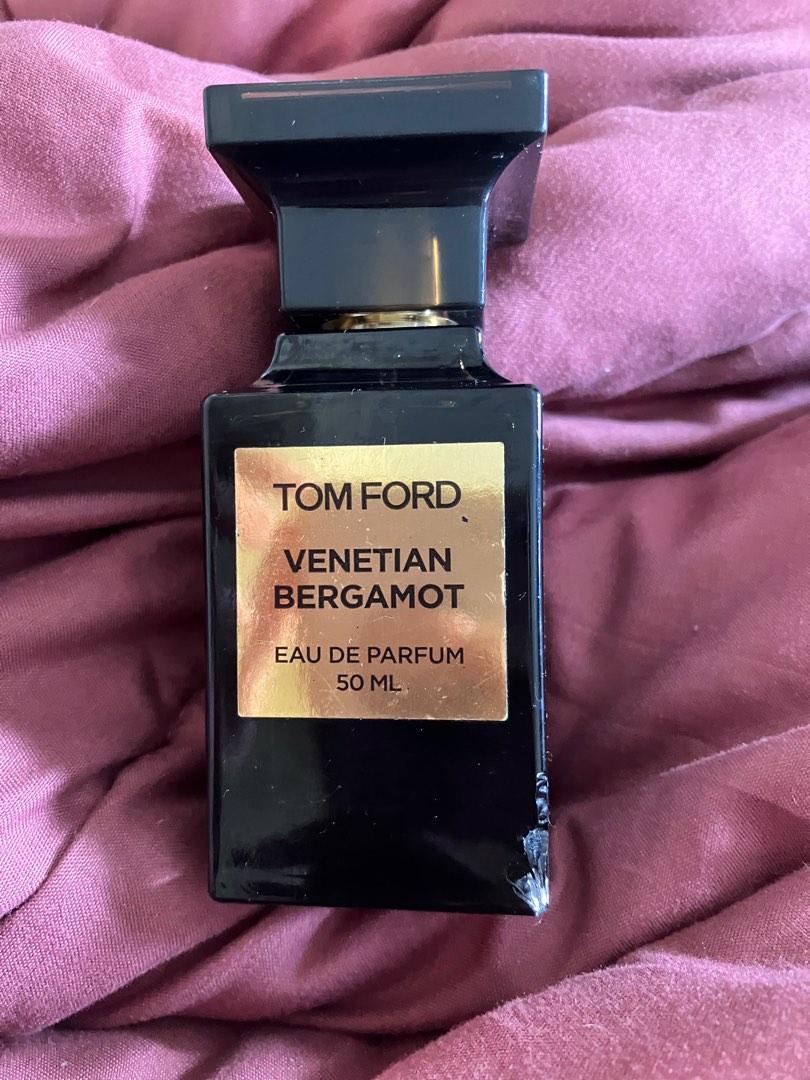 TOM FORD
VENETIAN
BERGAMOT
EAU DE PARFUM
50 ML